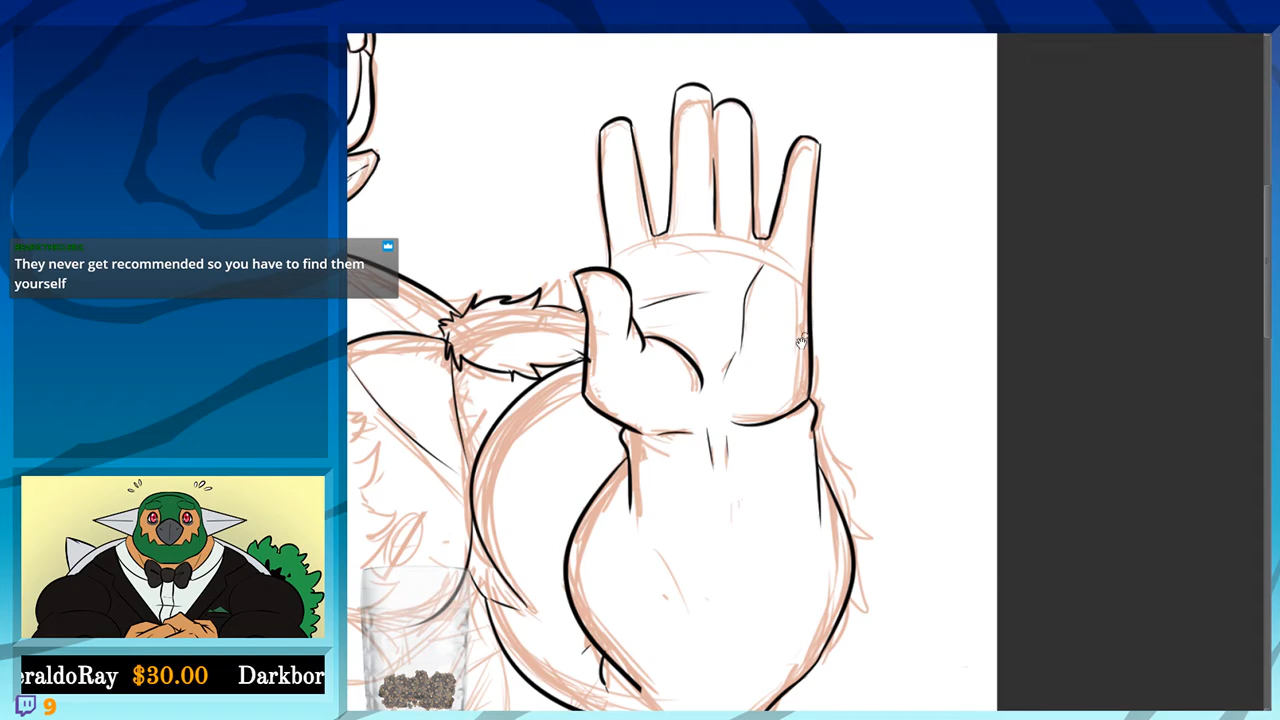 They never get recommended so you have to find them
yourself
eraldoRay $30.00 Darkbor
9